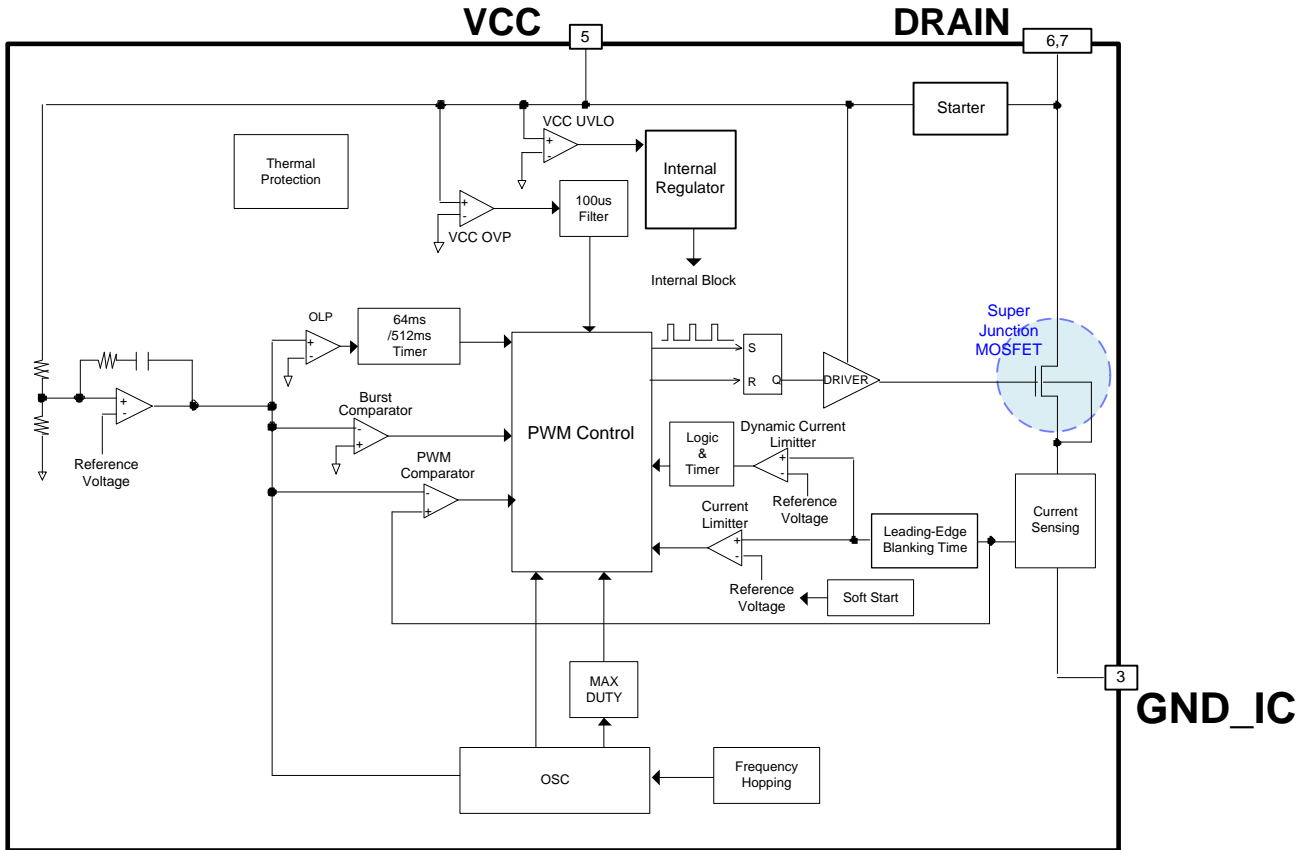 VCC
DRAIN
5
6,7
Starter
VCC UVLO
+
-
Thermal
Protection
Internal
Regulator
+
-
100us
Filter
VCC OVP
Internal Block
Super
Junction
MOSFET
OLP
+
-
64ms
/512ms
Timer
S
R
Q
DRIVER
+
-
Reference
Voltage
Burst
Comparator
-
+
PWM Control
Logic
&
Timer
Dynamic Current
Limitter
+
-
Reference
Voltage
PWM
Comparator
-
+
Current
Limitter
+
-
Leading-Edge
Blanking Time
Current
Sensing
Reference
Voltage
Soft Start
MAX
DUTY
3
GND_IC
OSC
Frequency
Hopping